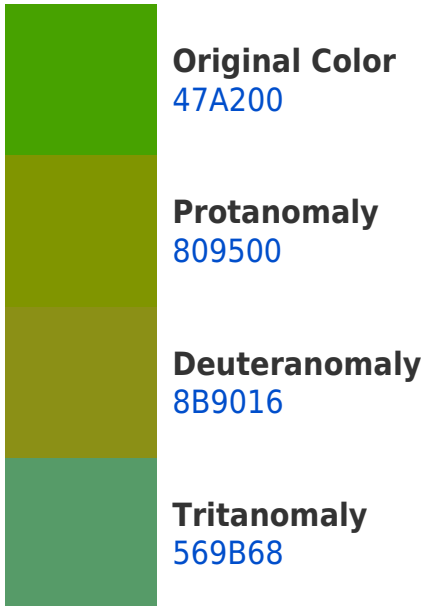 Original Color
47A200
Protanomaly
809500
Deuteranomaly
8B9016
Tritanomaly
569B68